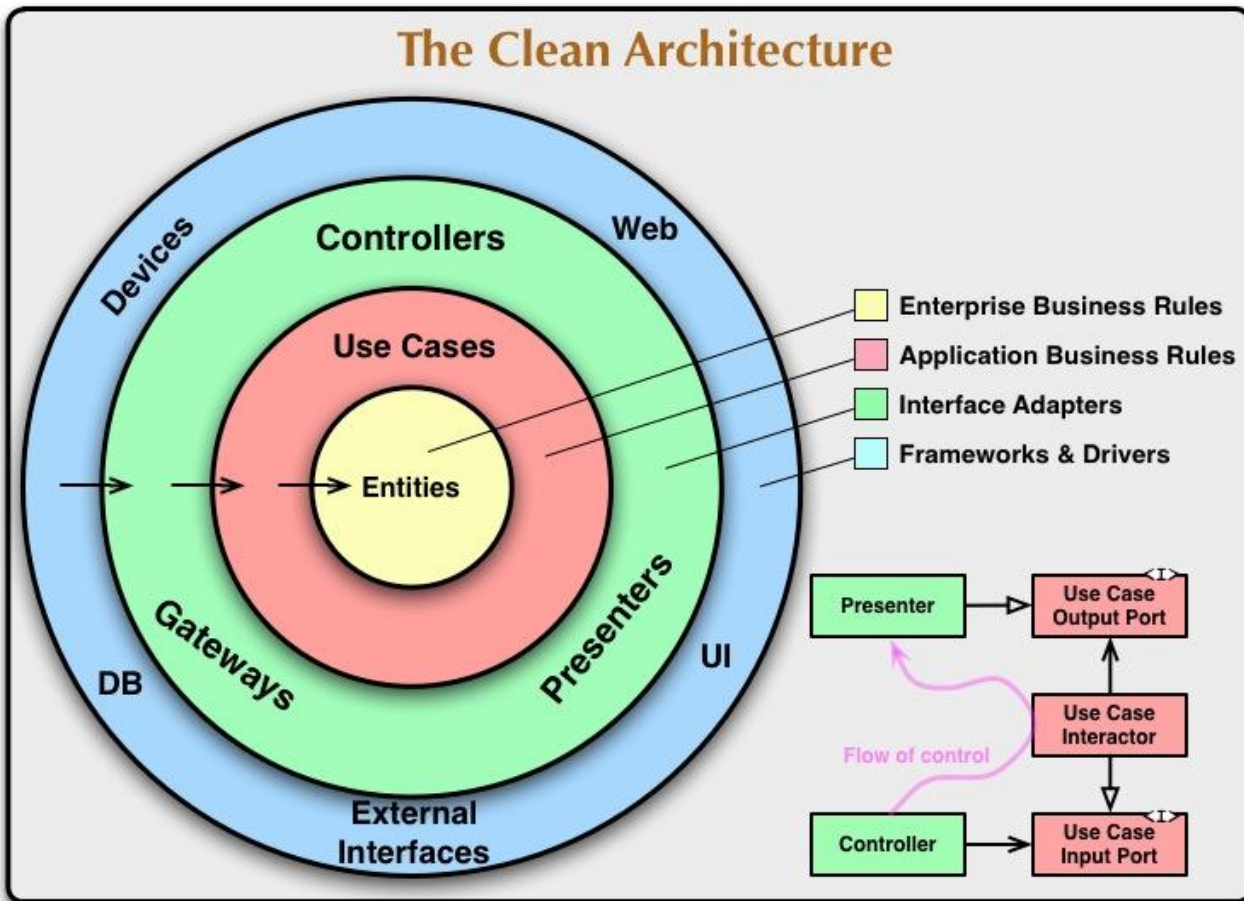 The Clean Architecture
Devices
Controllers
Web
Use Cases
Entities
Gateways
Presenters
DB
UI
External
Interfaces
Enterprise Business Rules
Application Business Rules
Interface Adapters
Frameworks & Drivers
Presenter
<I>
Use Case
Output Port
Flow of control
Use Case
Interactor
Controller
<I>
Use Case
Input Port